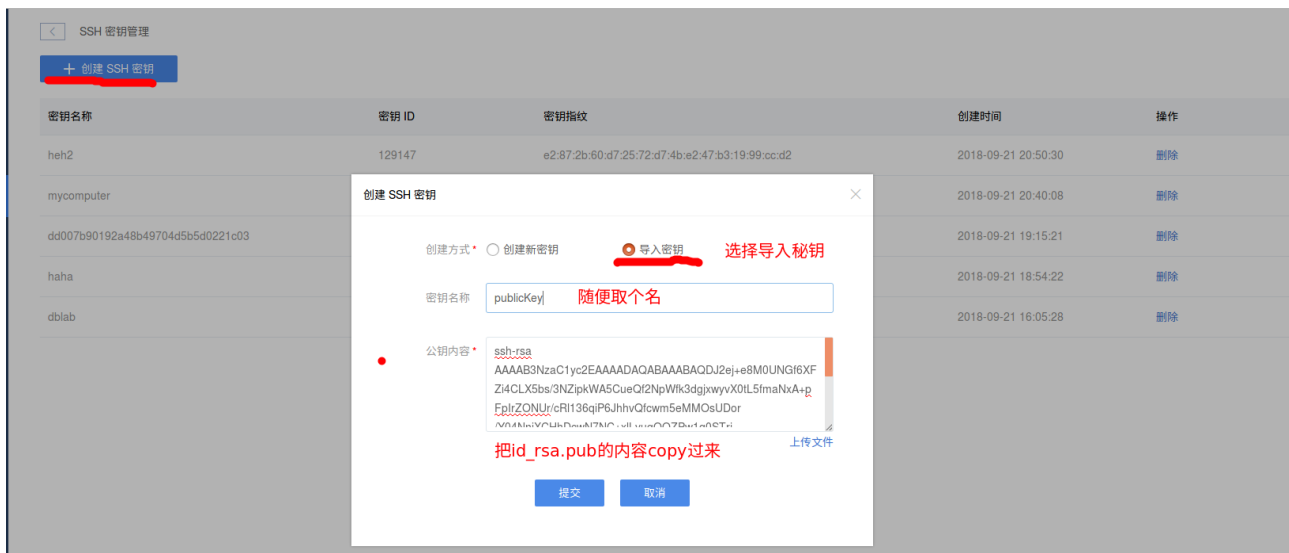 SSH 密钥管理
创建 SSH 密钥
密钥名称 密钥 ID 密钥指纹 创建时间 操作
heh2 129147 e2:87:2b:60:d7:25:72:d7:4b:e2:47:b3:19:99:cc:d2 2018-09-21 20:50:30 删除
mycomputer 2018-09-21 20:40:08 删除
dd007b90192a48b49704d5b5d0221c03 2018-09-21 19:15:21 删除
haha 2018-09-21 18:54:22 删除
dblab 2018-09-21 16:05:28 删除
创建 SSH 密钥
创建方式 * 创建新密钥 导入密钥 选择导入秘钥
密钥名称 publicKey 随便取个名
公钥内容 * ssh-rsa
AAAAB3NzaC1yc2EAAAADAQABAAABAQDJ2ej+e8M0UNGf6XF
Zi4CLX5bs/3NZipkWA5CueQf2NpWfk3dgjxwyvX0tL5fmaNxA+p
FpIrZONUr/cRl136qiP6JhhvQfcwm5eMMOsUDor
上传文件
把id_rsa.pub的内容copy过来
提交 取消